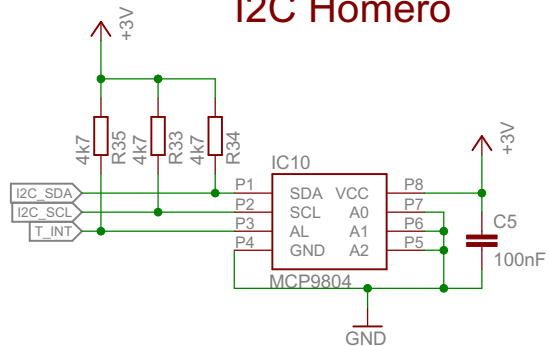 I2C Homero
+3V
4k7
R35
4k7
R33
4k7
R34
+3V
IC10
I2C_SDA
P1
SDA
VCC
P8
I2C_SCL
P2
SCL
A0
P7
T_INT
P3
AL
A1
P6
P4
GND
A2
P5
C5
100nF
MCP9804
GND